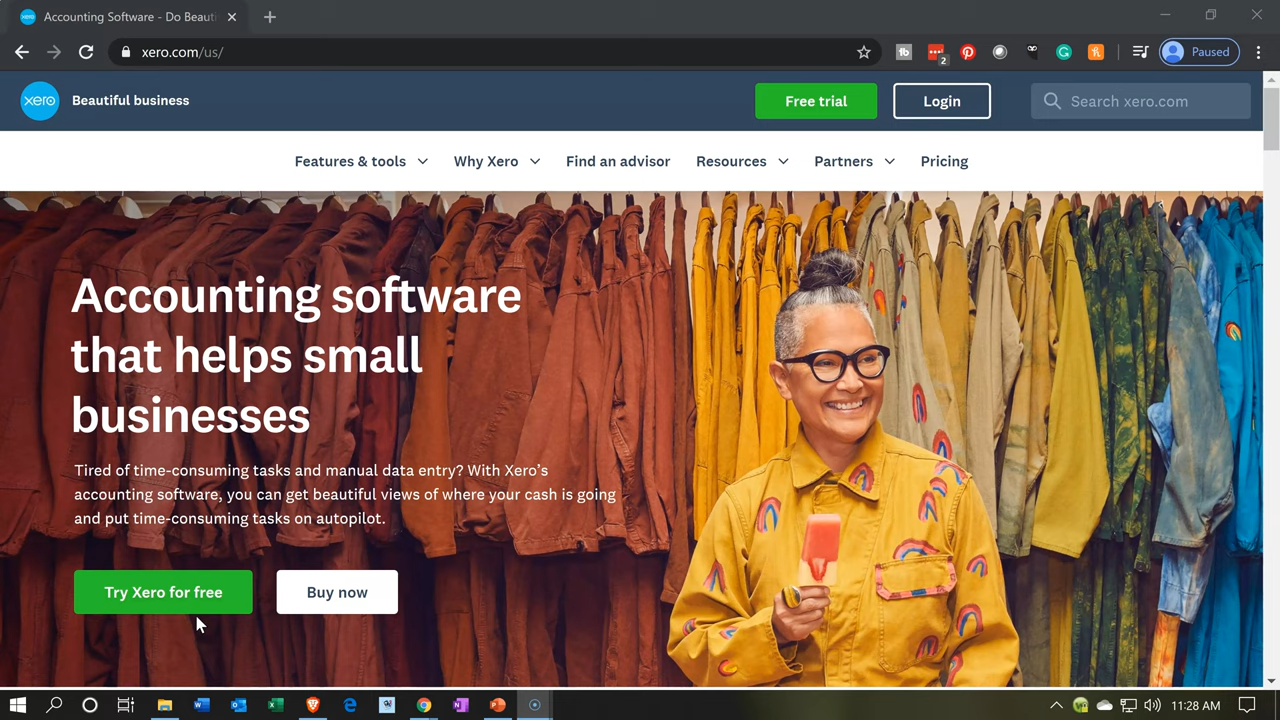 Accounting Software - Do Beauti
xero.com/us/
2
Paused
xero
Beautiful business
Free trial
Login
Search xero.com
Features & tools
Why Xero
Find an advisor
Resources
Partners
Pricing
Accounting software
that helps small
businesses
Tired of time-consuming tasks and manual data entry? With Xero's
accounting software, you can get beautiful views of where your cash is going
and put time-consuming tasks on autopilot.
Try Xero for free
Buy now
11:28 AM